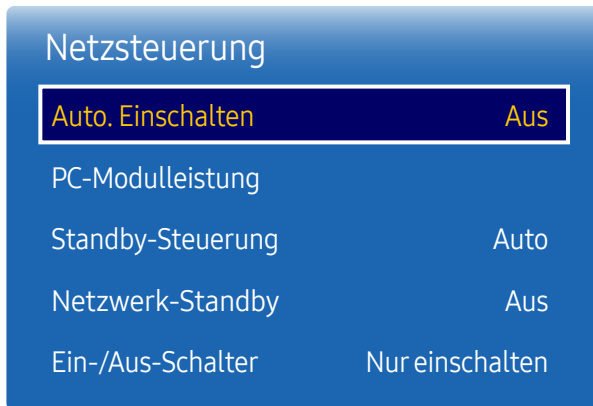 Netzsteuerung
Auto. Einschalten Aus
PC-Modulleistung
Standby-Steuerung Auto
Netzwerk-Standby Aus
Ein-/Aus-Schalter Nur einschalten